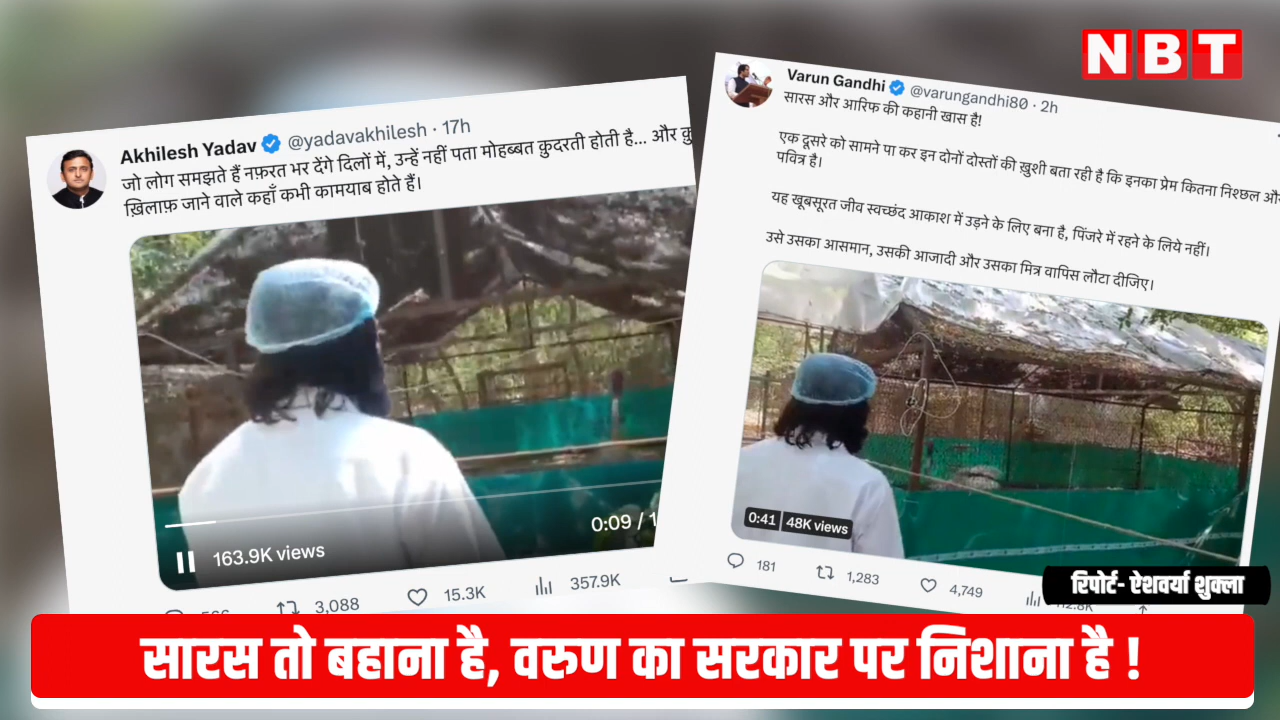 NBT
Akhilesh Yadav @yadavakhilesh · 17h
जो लोग समझते हैं नफ़रत भर देंगे दिलों में, उन्हें नहीं पता मोहब्बत क़ुदरती होती है... और
ख़िलाफ़ जाने वाले कहाँ कभी कामयाब होते हैं।
0:09 /
163.9K views
3,088 15.3K 357.9K
Varun Gandhi @varungandhi80 · 2h
सारस और आरिफ की कहानी खास है!
एक दूसरे को सामने पा कर इन दोनों दोस्तों की ख़ुशी बता रही है कि इनका प्रेम कितना निश्छल और
पवित्र है।
यह खूबसूरत जीव स्वच्छंद आकाश में उड़ने के लिए बना है, पिंजरे में रहने के लिये नहीं।
उसे उसका आसमान, उसकी आजादी और उसका मित्र वापिस लौटा दीजिए।
0:41 48K views
181 1,283 4,749
रिपोर्ट- ऐशवर्या शुक्ला
सारस तो बहाना है, वरुण का सरकार पर निशाना है !